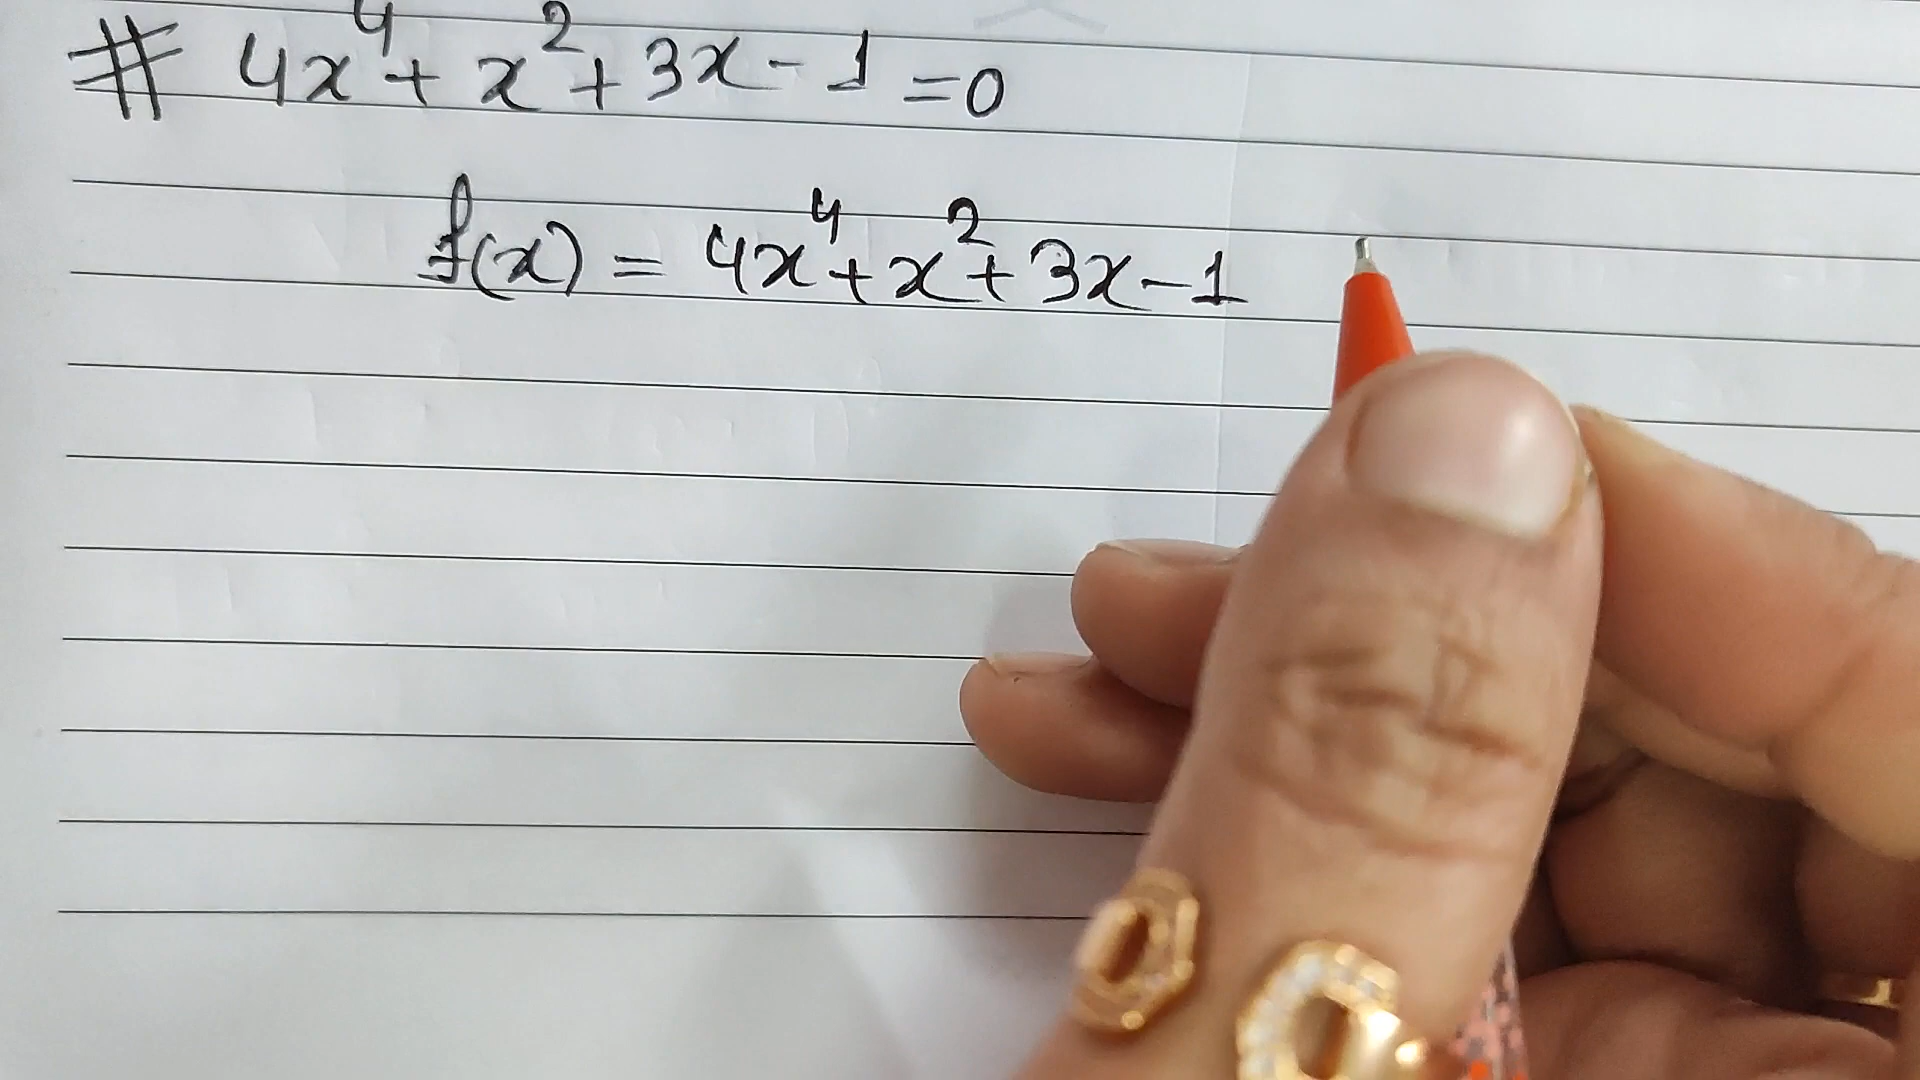 # 4x⁴ + x² + 3x - 1 = 0
f(x) = 4x⁴ + x² + 3x - 1